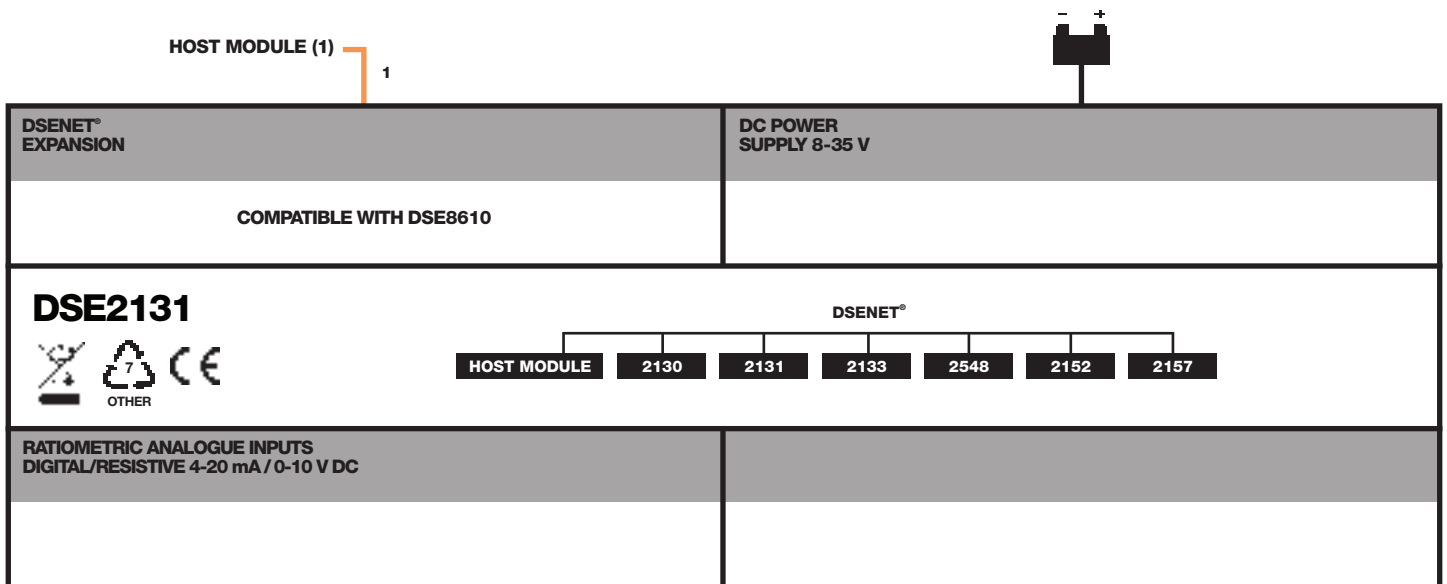 HOST MODULE (1)
1
- +
DSENET®
EXPANSION
DC POWER
SUPPLY 8-35 V
COMPATIBLE WITH DSE8610
DSE2131
7
OTHER
CE
DSENET®
HOST MODULE 2130 2131 2133 2548 2152 2157
RATIOMETRIC ANALOGUE INPUTS
DIGITAL/RESISTIVE 4-20 mA / 0-10 V DC